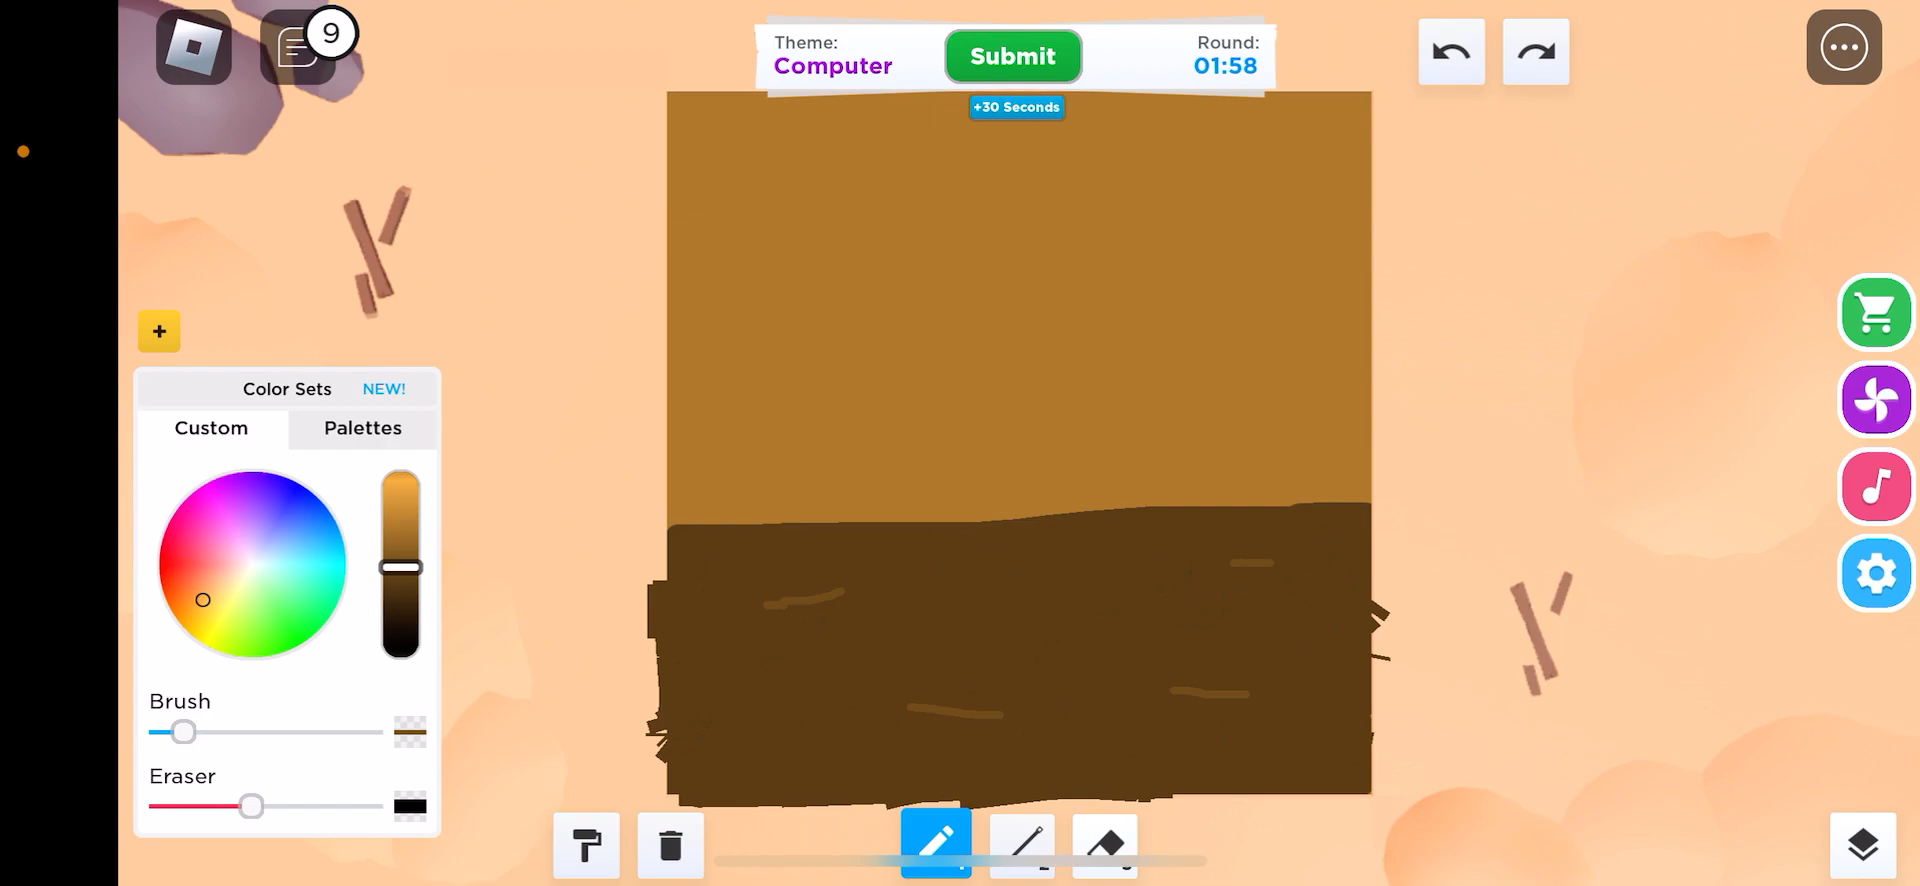 9
Theme:
Computer
Submit
Round:
01:58
+30 Seconds
+
Color Sets NEW!
Custom Palettes
Brush
Eraser